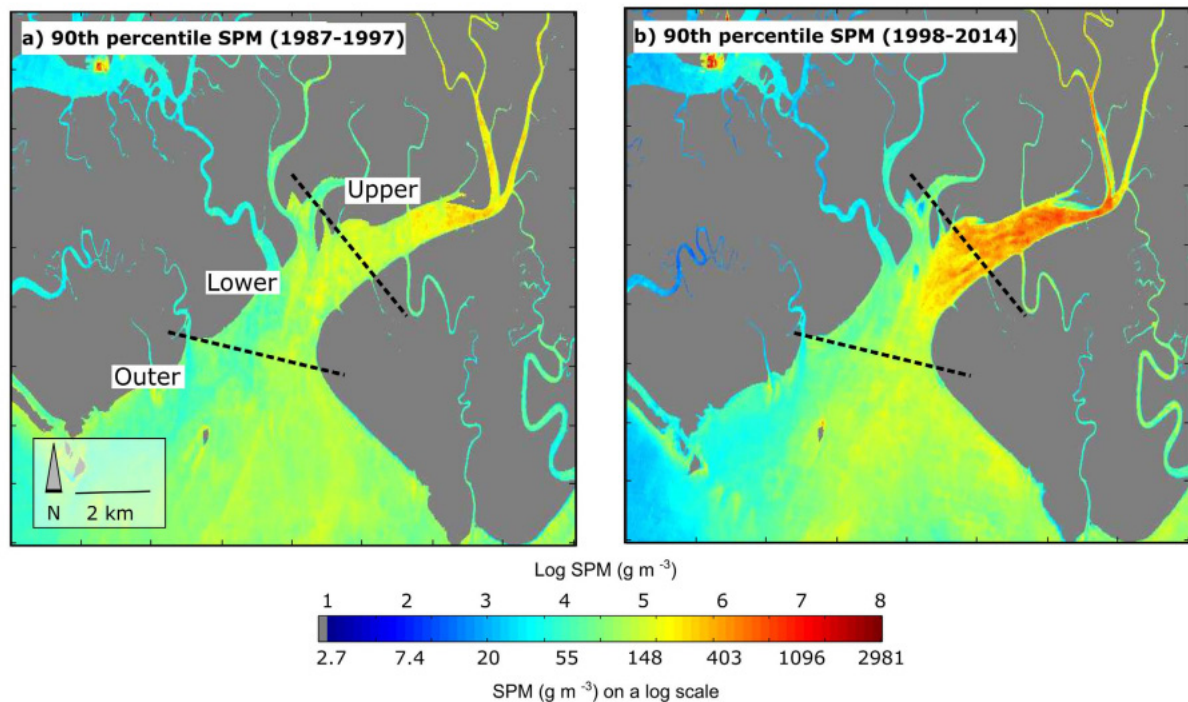 a) 90th percentile SPM (1987-1997)
b) 90th percentile SPM (1998-2014)
Upper
Lower
Outer
N
2 km
Log SPM (g m⁻³)
1 2 3 4 5 6 7 8
2.7 7.4 20 55 148 403 1096 2981
SPM (g m⁻³) on a log scale